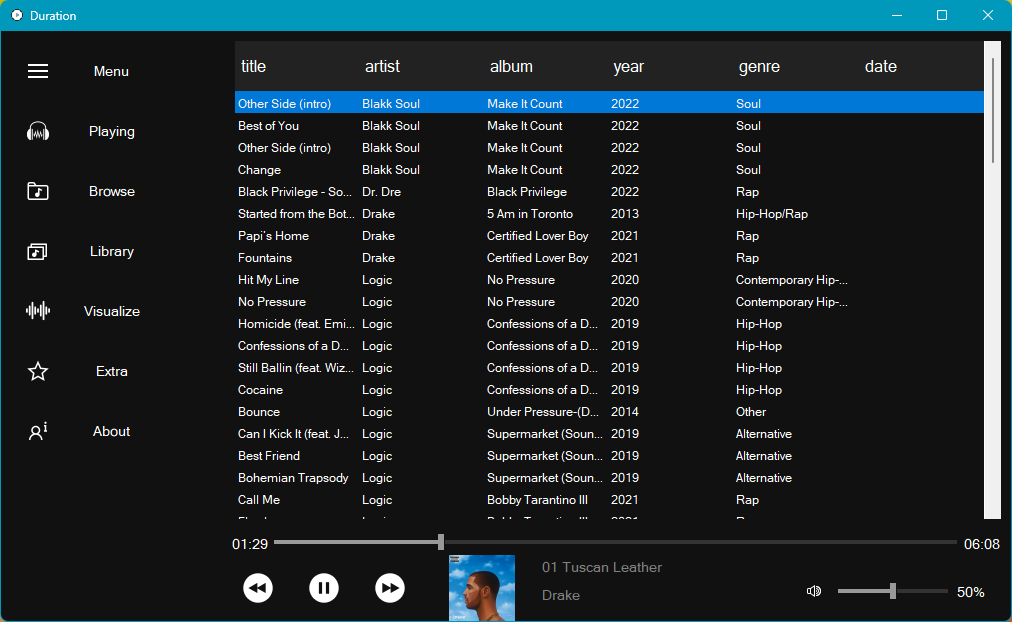 Duration
Menu
Playing
Browse
Library
Visualize
Extra
About
title artist album year genre date
Other Side (intro) Blakk Soul Make It Count 2022 Soul
Best of You Blakk Soul Make It Count 2022 Soul
Other Side (intro) Blakk Soul Make It Count 2022 Soul
Change Blakk Soul Make It Count 2022 Soul
Black Privilege - So... Dr. Dre Black Privilege 2022 Rap
Started from the Bot... Drake 5 Am in Toronto 2013 Hip-Hop/Rap
Papi's Home Drake Certified Lover Boy 2021 Rap
Fountains Drake Certified Lover Boy 2021 Rap
Hit My Line Logic No Pressure 2020 Contemporary Hip-...
No Pressure Logic No Pressure 2020 Contemporary Hip-...
Homicide (feat. Emi... Logic Confessions of a D... 2019 Hip-Hop
Confessions of a D... Logic Confessions of a D... 2019 Hip-Hop
Still Ballin (feat. Wiz... Logic Confessions of a D... 2019 Hip-Hop
Cocaine Logic Confessions of a D... 2019 Hip-Hop
Bounce Logic Under Pressure-(D... 2014 Other
Can I Kick It (feat. J... Logic Supermarket (Soun... 2019 Alternative
Best Friend Logic Supermarket (Soun... 2019 Alternative
Bohemian Trapsody Logic Supermarket (Soun... 2019 Alternative
Call Me Logic Bobby Tarantino III 2021 Rap
01:29 06:08
01 Tuscan Leather
Drake
50%